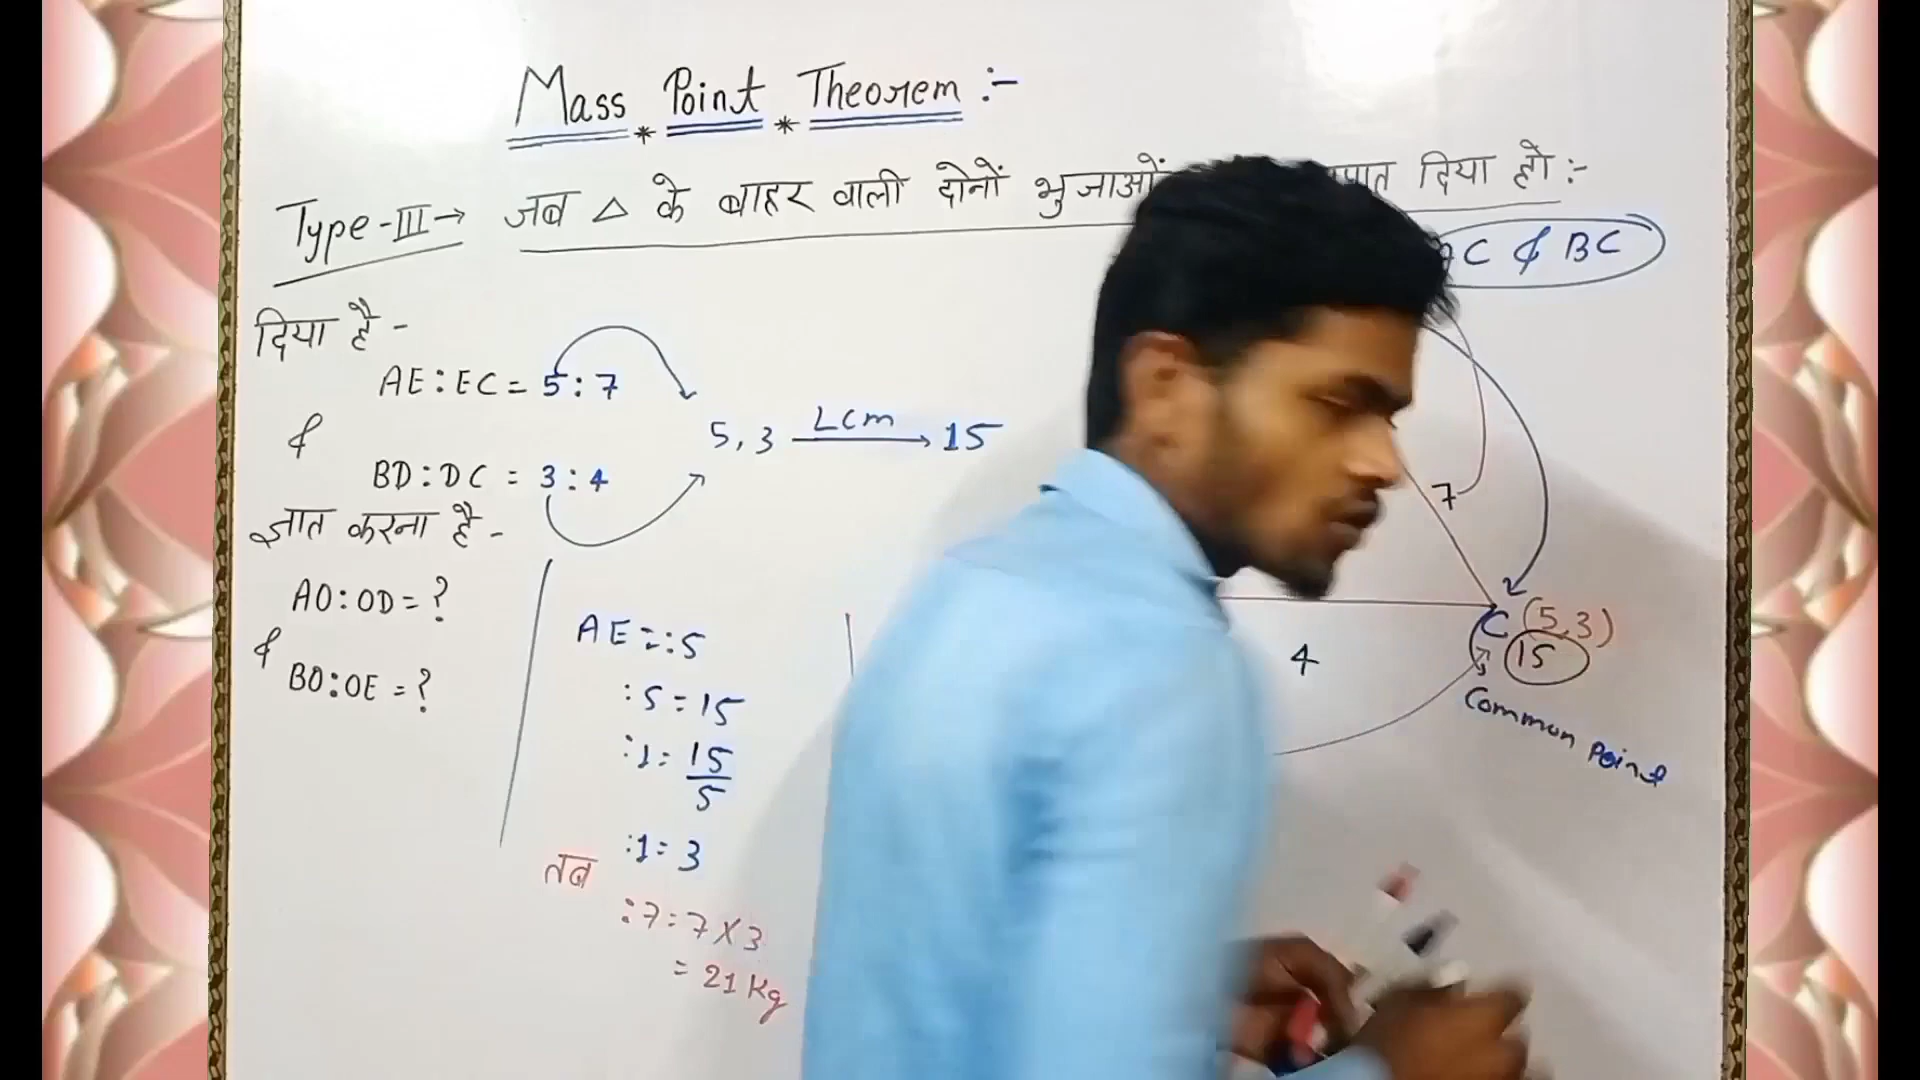 Mass * Point * Theorem :-
Type-III → जब △ के बाहर वाली दोनों भुजाओं दिया हो :-
C & BC
दिया है -
AE : EC = 5 : 7
&
5, 3 Lcm → 15
BD : DC = 3 : 4
ज्ञात करना है -
AO : OD = ?
&
BO : OE = ?
AE = : 5
: 5 = 15
: 1 = 15/5
: 1 = 3
तब
: 7 = 7 X 3
= 21 Kg
7
4
C (5, 3)
15
Common Point